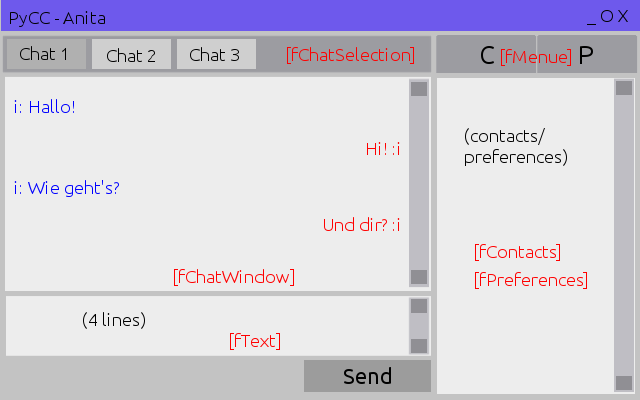 PyCC - Anita
_ O X
Chat 1 Chat 2 Chat 3 [fChatSelection]
C [fMenue] P
i: Hallo!
Hi! :i
i: Wie geht's?
Und dir? :i
[fChatWindow]
(4 lines)
[fText]
Send
(contacts/
preferences)
[fContacts]
[fPreferences]